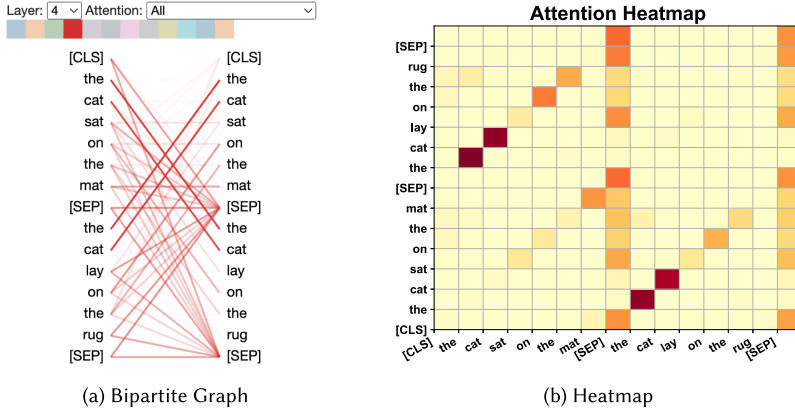 Layer: 4 Attention: All
[CLS] [CLS]
the the
cat cat
sat sat
on on
the the
mat mat
[SEP] [SEP]
the the
cat cat
lay lay
on on
the the
rug rug
[SEP] [SEP]
(a) Bipartite Graph
Attention Heatmap
[SEP]
rug
the
on
lay
cat
the
[SEP]
mat
the
on
sat
cat
the
[CLS]
[CLS] the cat sat on the mat [SEP] the cat lay on the rug [SEP]
(b) Heatmap